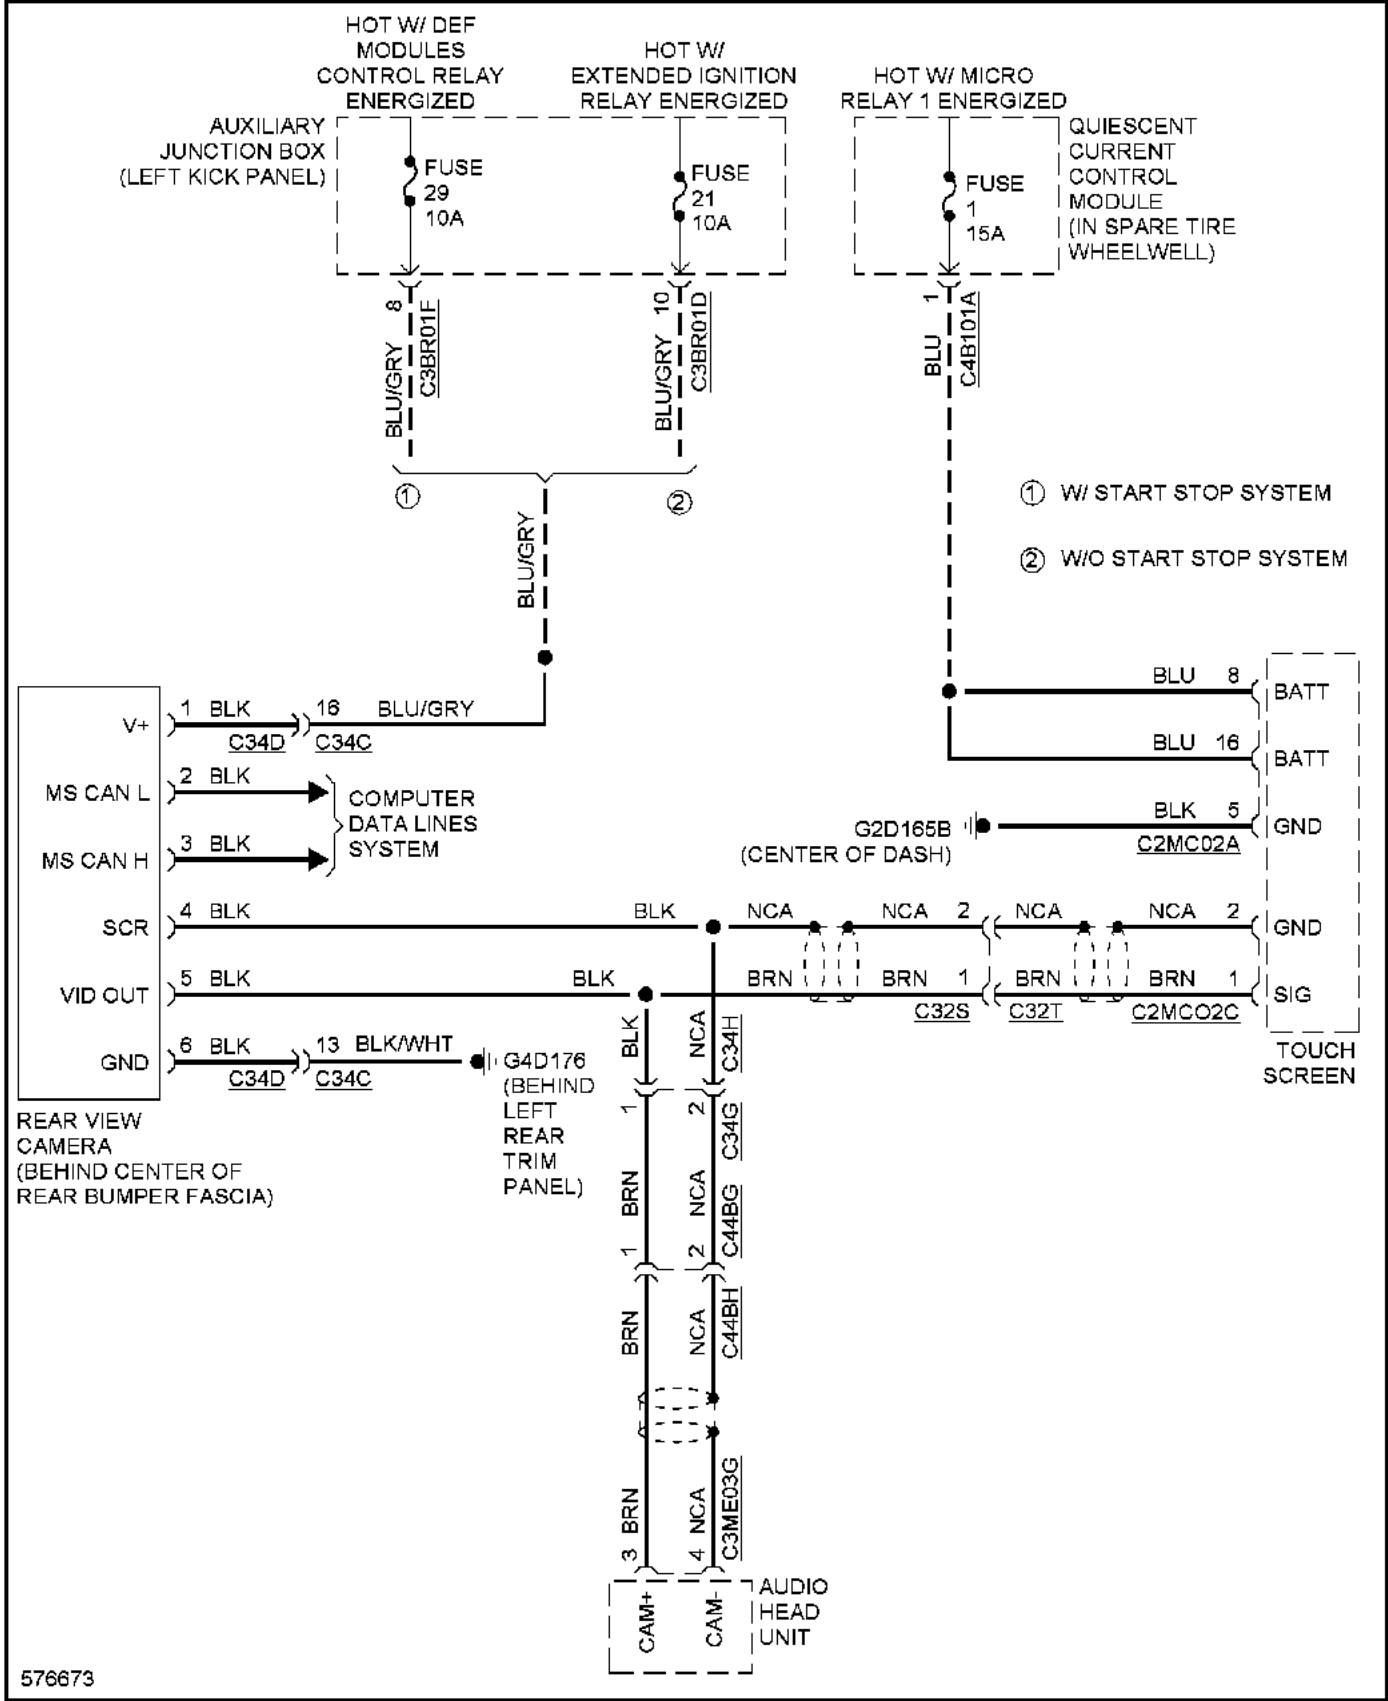 HOT W/ DEF
MODULES
CONTROL RELAY
ENERGIZED
HOT W/
EXTENDED IGNITION
RELAY ENERGIZED
HOT W/ MICRO
RELAY 1 ENERGIZED
AUXILIARY
JUNCTION BOX
(LEFT KICK PANEL)
FUSE
29
10A
FUSE
21
10A
FUSE
1
15A
QUIESCENT
CURRENT
CONTROL
MODULE
(IN SPARE TIRE
WHEELWELL)
8
BLU/GRY
C3BR01F
10
BLU/GRY
C3BR01D
1
BLU
C4B101A
1
2
BLU/GRY
1 W/ START STOP SYSTEM
2 W/O START STOP SYSTEM
V+
1 BLK
C34D
16 BLU/GRY
C34C
MS CAN L
2 BLK
MS CAN H
3 BLK
COMPUTER
DATA LINES
SYSTEM
SCR
4 BLK
BLK
NCA
NCA 2
NCA
NCA 2
GND
VID OUT
5 BLK
BLK
BRN
BRN 1
BRN
BRN 1
SIG
C32S
C32T
C2MCO2C
GND
6 BLK
C34D
13 BLK/WHT
C34C
G4D176
(BEHIND
LEFT
REAR
TRIM
PANEL)
REAR VIEW
CAMERA
(BEHIND CENTER OF
REAR BUMPER FASCIA)
BLU 8
BATT
BLU 16
BATT
BLK 5
GND
C2MC02A
G2D165B
(CENTER OF DASH)
TOUCH
SCREEN
BLK
NCA
C34H
1
2
C34G
BRN
NCA
C44BG
1
2
BRN
NCA
C44BH
BRN
NCA
C3ME03G
3
4
CAM+
CAM-
AUDIO
HEAD
UNIT
576673